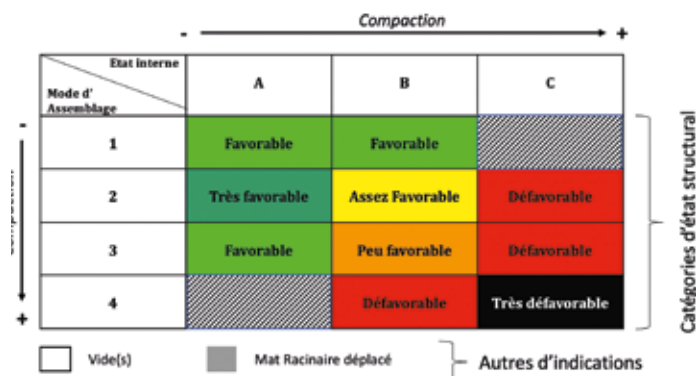 Compaction
- +
Etat interne
Mode d'
Assemblage
A B C
-
1 Favorable Favorable
2 Très favorable Assez Favorable Défavorable
3 Favorable Peu favorable Défavorable
4 Défavorable Très défavorable
+
Catégories d'état structural
Vide(s) Mat Racinaire déplacé Autres d'indications